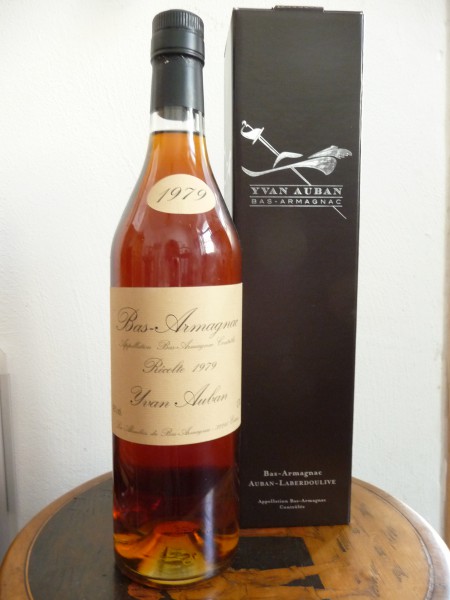 1979
Bas-Armagnac
Appellation Bas-Armagnac Contrôlée
Récolte 1979
Yvan Auban
YVAN AUBAN
BAS-ARMAGNAC
Bas-Armagnac
AUBAN-LABERDOULIVE
Appellation Bas-Armagnac
Contrôlée